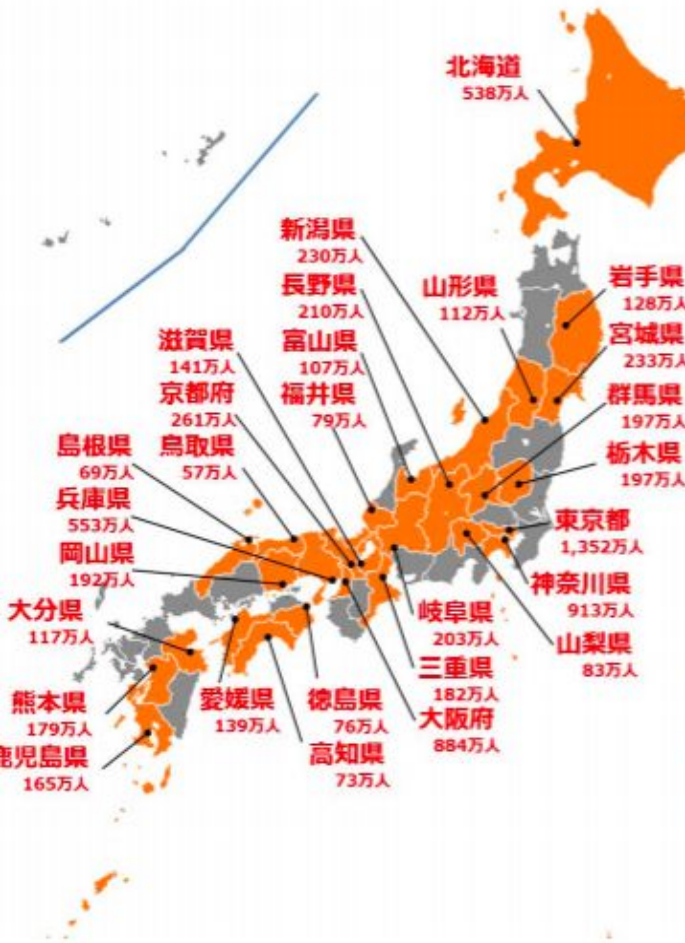 北海道
538万人
新潟県
230万人
長野県
210万人
山形県
112万人
岩手県
128万人
宮城県
233万人
滋賀県
141万人
富山県
107万人
京都府
261万人
福井県
79万人
群馬県
197万人
島根県
69万人
鳥取県
57万人
栃木県
197万人
兵庫県
553万人
東京都
1,352万人
岡山県
192万人
神奈川県
913万人
大分県
117万人
岐阜県
203万人
山梨県
83万人
三重県
182万人
熊本県
179万人
愛媛県
139万人
徳島県
76万人
大阪府
884万人
鹿児島県
165万人
高知県
73万人